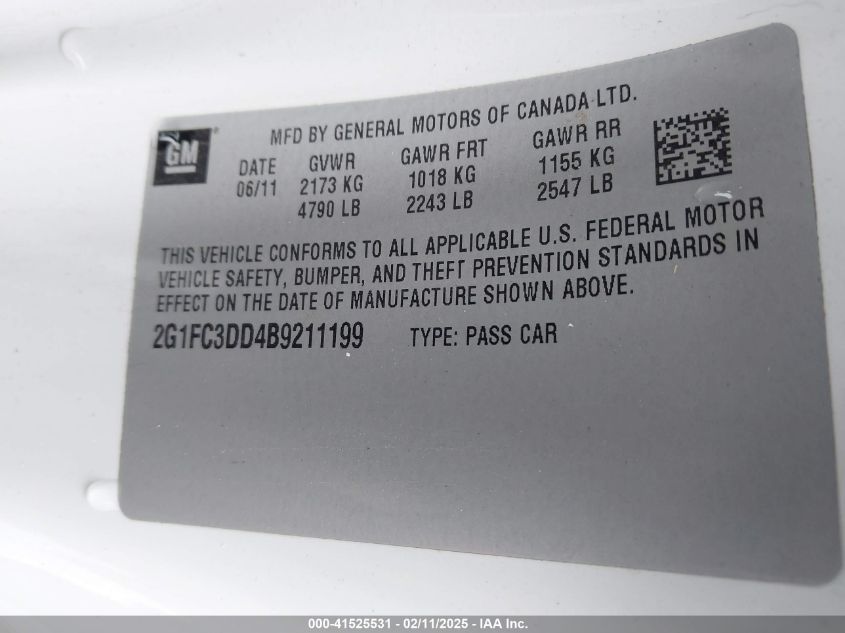 GM
MFD BY GENERAL MOTORS OF CANADA LTD.
DATE GVWR GAWR FRT GAWR RR
06/11 2173 KG 1018 KG 1155 KG
4790 LB 2243 LB 2547 LB
THIS VEHICLE CONFORMS TO ALL APPLICABLE U.S. FEDERAL MOTOR
VEHICLE SAFETY, BUMPER, AND THEFT PREVENTION STANDARDS IN
EFFECT ON THE DATE OF MANUFACTURE SHOWN ABOVE.
2G1FC3DD4B9211199 TYPE: PASS CAR
000-41525531 - 02/11/2025 - IAA Inc.